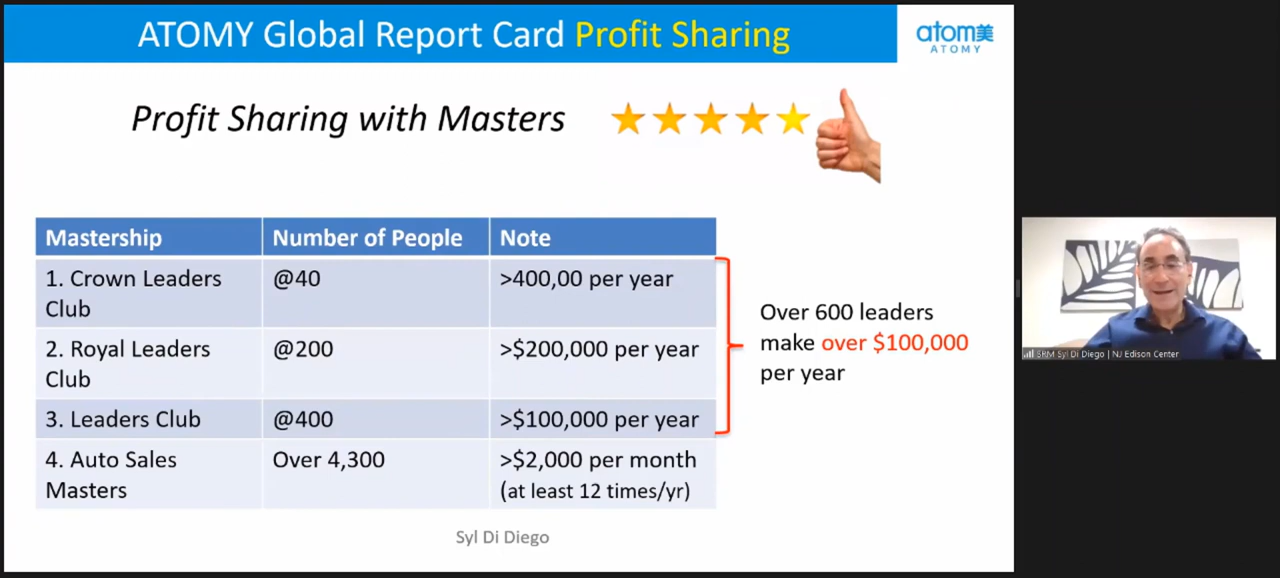 ATOMY Global Report Card Profit Sharing
atom美
ATOMY
Profit Sharing with Masters
Mastership
Number of People
Note
1. Crown Leaders
Club
@40
>400,00 per year
2. Royal Leaders
Club
@200
>$200,000 per year
3. Leaders Club
@400
>$100,000 per year
4. Auto Sales
Masters
Over 4,300
>$2,000 per month
(at least 12 times/yr)
Over 600 leaders
make over $100,000
per year
Syl Di Diego
SRM Syl Di Diego | NJ Edison Center